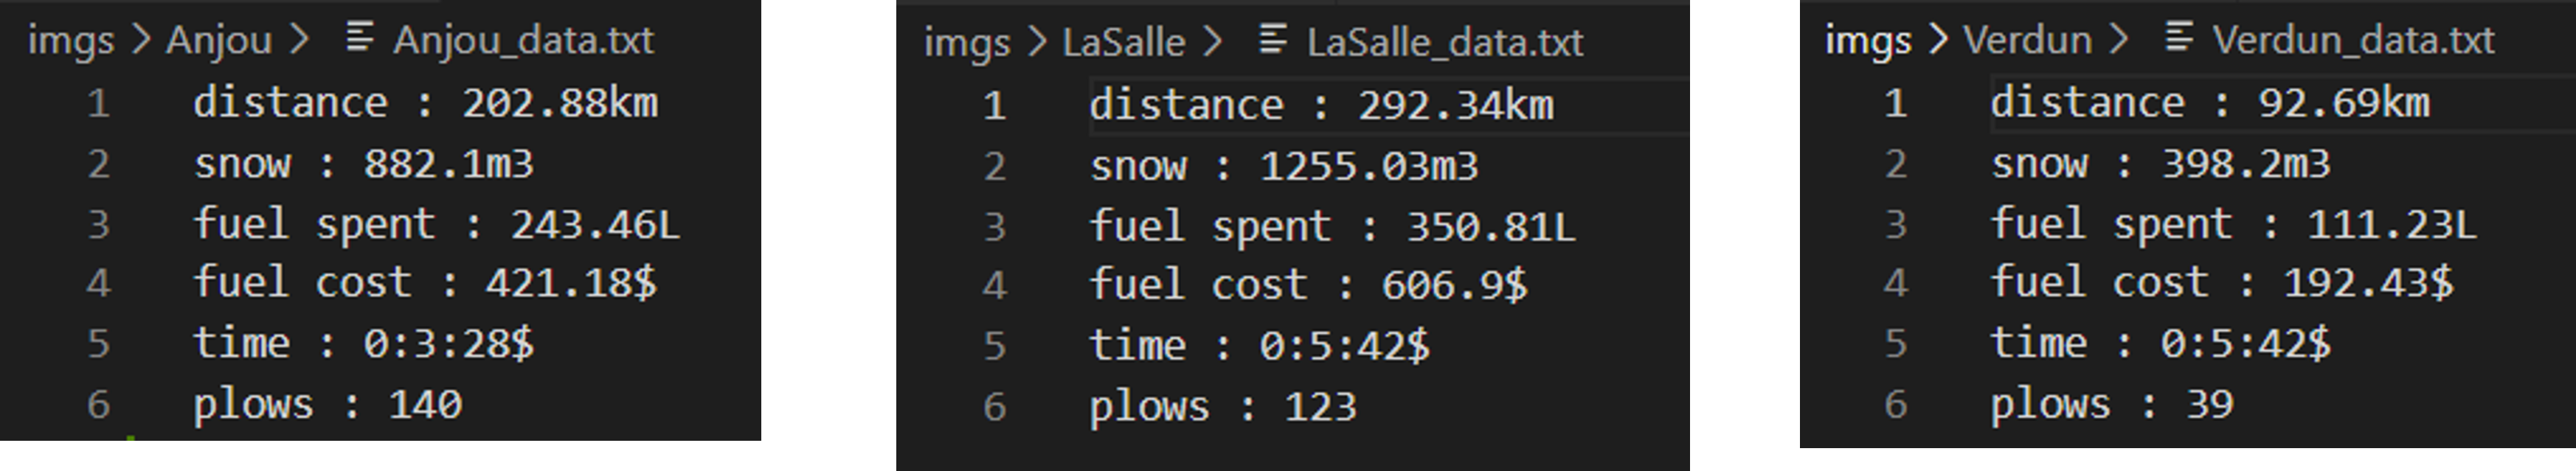 imgs > Anjou > Anjou_data.txt
1 distance : 202.88km
2 snow : 882.1m3
3 fuel spent : 243.46L
4 fuel cost : 421.18$
5 time : 0:3:28$
6 plows : 140
imgs > LaSalle > LaSalle_data.txt
1 distance : 292.34km
2 snow : 1255.03m3
3 fuel spent : 350.81L
4 fuel cost : 606.9$
5 time : 0:5:42$
6 plows : 123
imgs > Verdun > Verdun_data.txt
1 distance : 92.69km
2 snow : 398.2m3
3 fuel spent : 111.23L
4 fuel cost : 192.43$
5 time : 0:5:42$
6 plows : 39